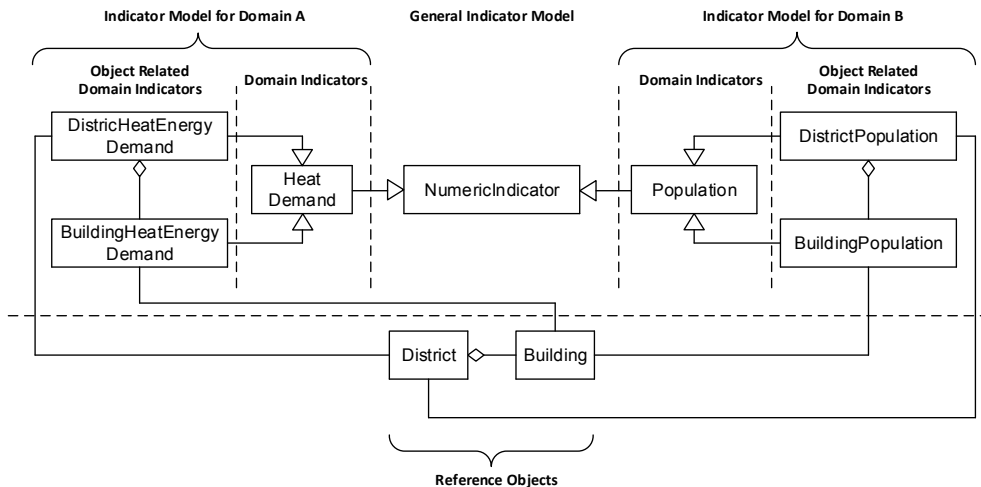 Indicator Model for Domain A
General Indicator Model
Indicator Model for Domain B
Object Related
Domain Indicators
Domain Indicators
Domain Indicators
Object Related
Domain Indicators
DistricHeatEnergy
Demand
DistrictPopulation
Heat
Demand
NumericIndicator
Population
BuildingHeatEnergy
Demand
BuildingPopulation
District
Building
Reference Objects